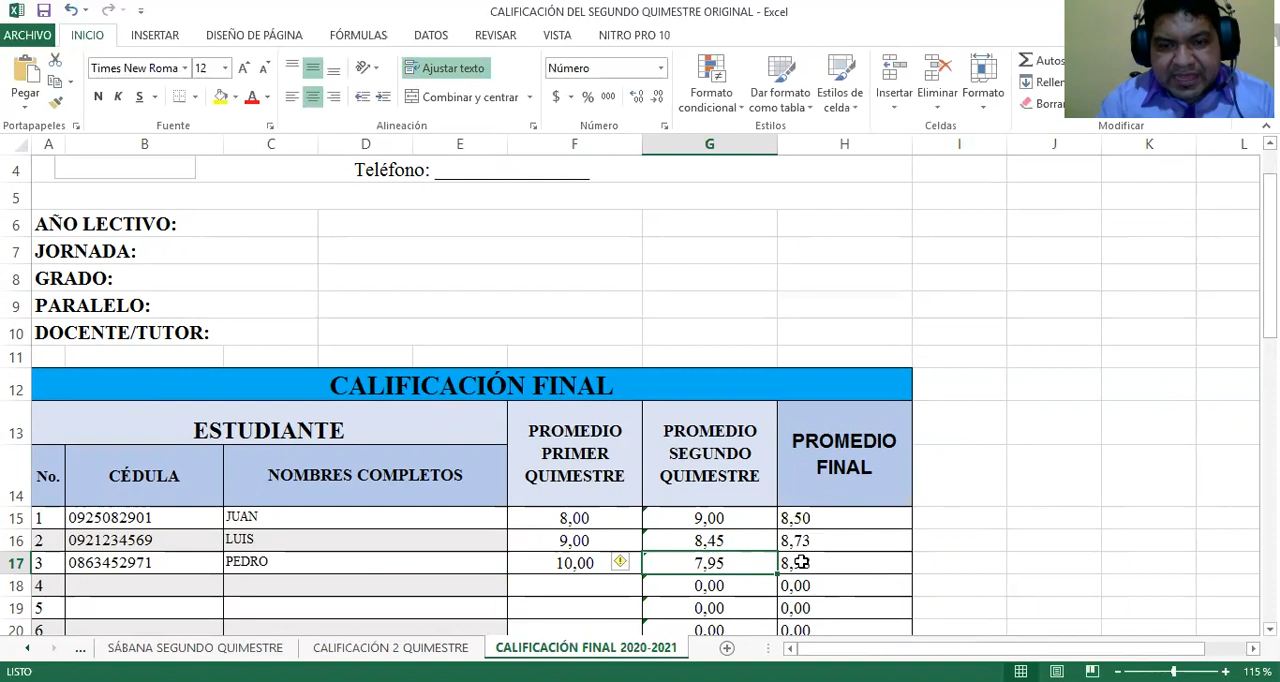 CALIFICACIÓN DEL SEGUNDO QUIMESTRE ORIGINAL - Excel
ARCHIVO INICIO INSERTAR DISEÑO DE PÁGINA FÓRMULAS DATOS REVISAR VISTA NITRO PRO 10
Times New Roma 12 Ajustar texto Número
Pegar N K S Combinar y centrar $ % 000 Formato condicional Dar formato como tabla Estilos de celda Insertar Eliminar Formato Autos
Rellen
Borra
Portapapeles Fuente Alineación Número Estilos Celdas Modificar
A B C D E F G H I J K L
4 Teléfono: _______________
5
6 AÑO LECTIVO:
7 JORNADA:
8 GRADO:
9 PARALELO:
10 DOCENTE/TUTOR:
11
12 CALIFICACIÓN FINAL
13 ESTUDIANTE PROMEDIO PRIMER QUIMESTRE PROMEDIO SEGUNDO QUIMESTRE PROMEDIO FINAL
14 No. CÉDULA NOMBRES COMPLETOS
15 1 0925082901 JUAN 8,00 9,00 8,50
16 2 0921234569 LUIS 9,00 8,45 8,73
17 3 0863452971 PEDRO 10,00 7,95
18 4 0,00 0,00
19 5 0,00 0,00
20 6 0,00 0,00
... SÁBANA SEGUNDO QUIMESTRE CALIFICACIÓN 2 QUIMESTRE CALIFICACIÓN FINAL 2020-2021
LISTO 115 %